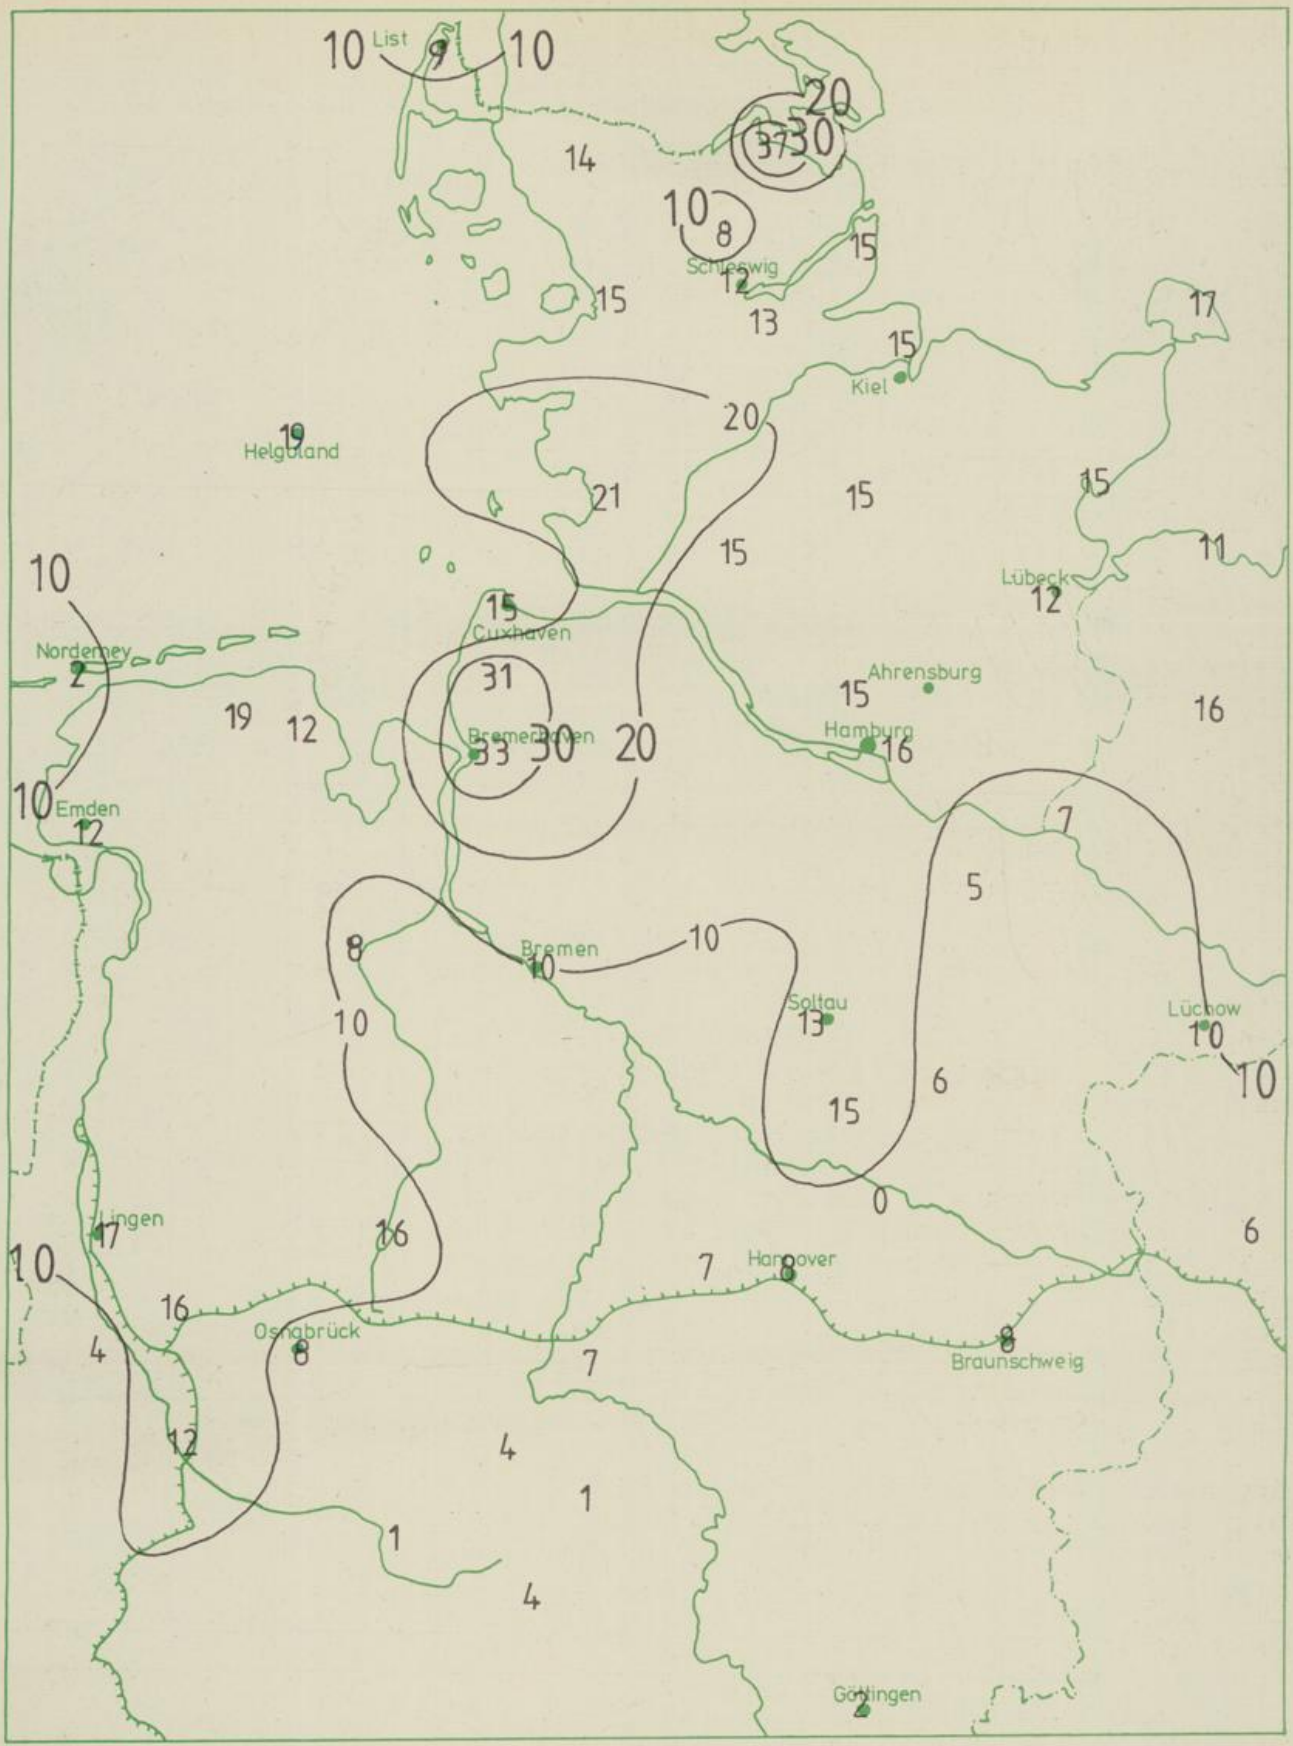 10 List 9 10
20
37 30
14
10
8
15
Schleswig
12
15
13
17
15
Kiel
20
19
Helgoland
15
21
15
15
11
10
Lübeck
12
15
Cuxhaven
Norderney
2
31
Ahrensburg
15
19
12
16
Bremerhaven
33 30 20
Hamburg
16
10
Emden
12
7
5
8
10
Bremen
10
Soltau
13
10
Lüchow
10
10
6
15
0
Lingen
17
16
6
10
7
Hannover
8
16
Osnabrück
8
4
8
Braunschweig
7
12
4
1
1
4
Göttingen
2